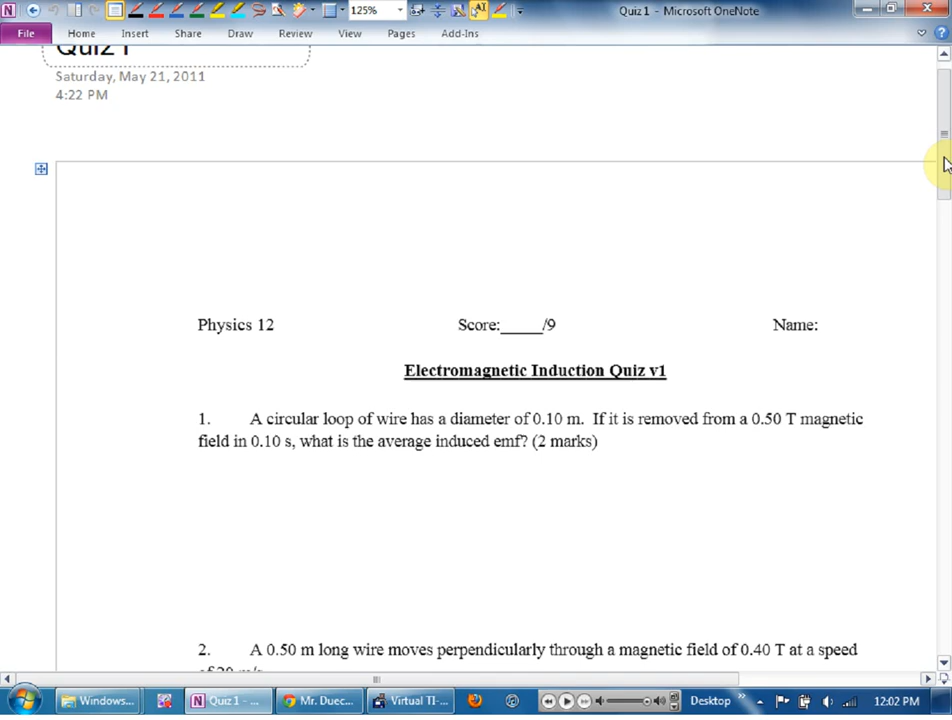 125%
Quiz 1 - Microsoft OneNote
File
Home
Insert
Share
Draw
Review
View
Pages
Add-Ins
Quiz 1
Saturday, May 21, 2011
4:22 PM
Physics 12
Score:_____/9
Name:
Electromagnetic Induction Quiz v1
1. A circular loop of wire has a diameter of 0.10 m. If it is removed from a 0.50 T magnetic
field in 0.10 s, what is the average induced emf? (2 marks)
2. A 0.50 m long wire moves perpendicularly through a magnetic field of 0.40 T at a speed
of 20 m/s
Windows...
Quiz 1 - ...
Mr. Duec...
Virtual TI-...
Desktop
12:02 PM